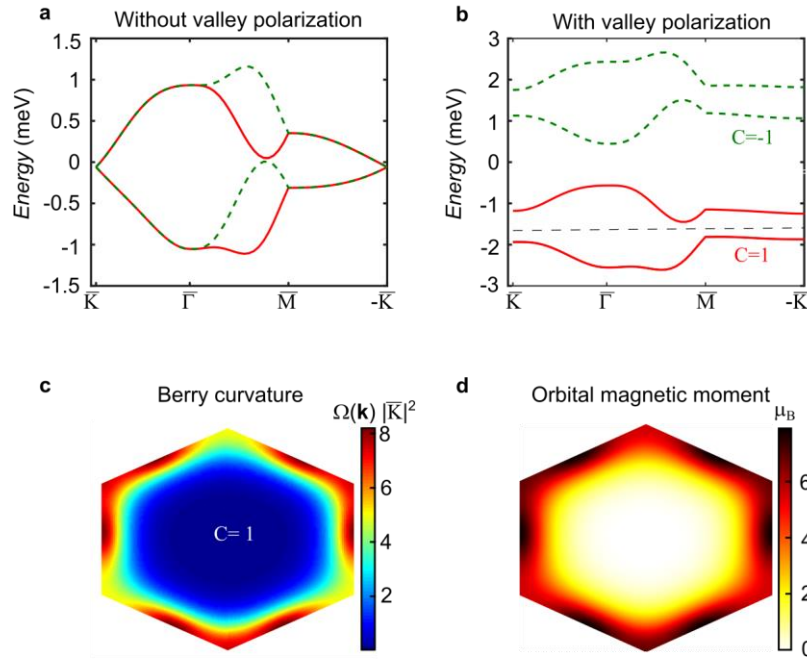 a Without valley polarization
Energy (meV)
1.5
1
0.5
0
-0.5
-1
-1.5
K̅ Γ̅ M̅ -K̅
b With valley polarization
Energy (meV)
3
2
1
0
-1
-2
-3
C=-1
C=1
K̅ Γ̅ M̅ -K̅
c Berry curvature
Ω(k) |K̅|²
8
6
4
2
C= 1
d Orbital magnetic moment
μB
6
4
2
0